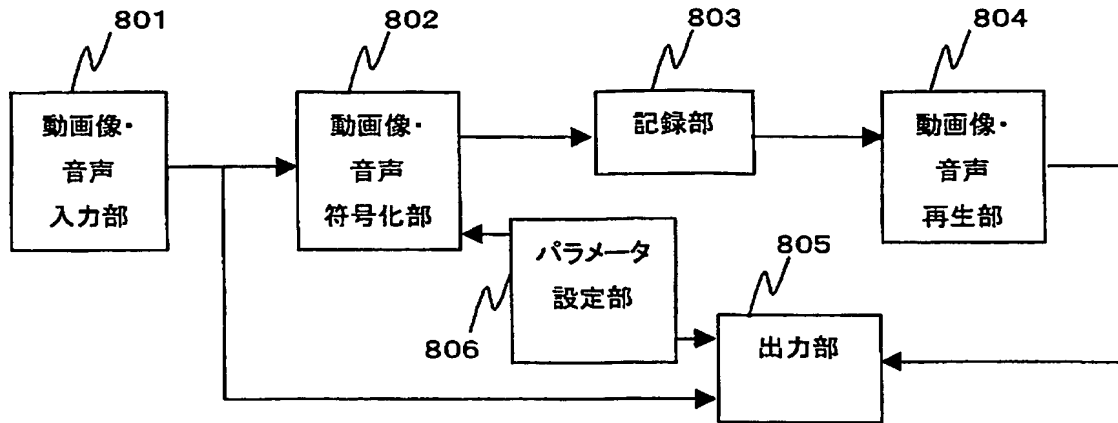 801
802
803
804
動画像・
音声
入力部
動画像・
音声
符号化部
記録部
動画像・
音声
再生部
パラメータ
設定部
805
806
出力部